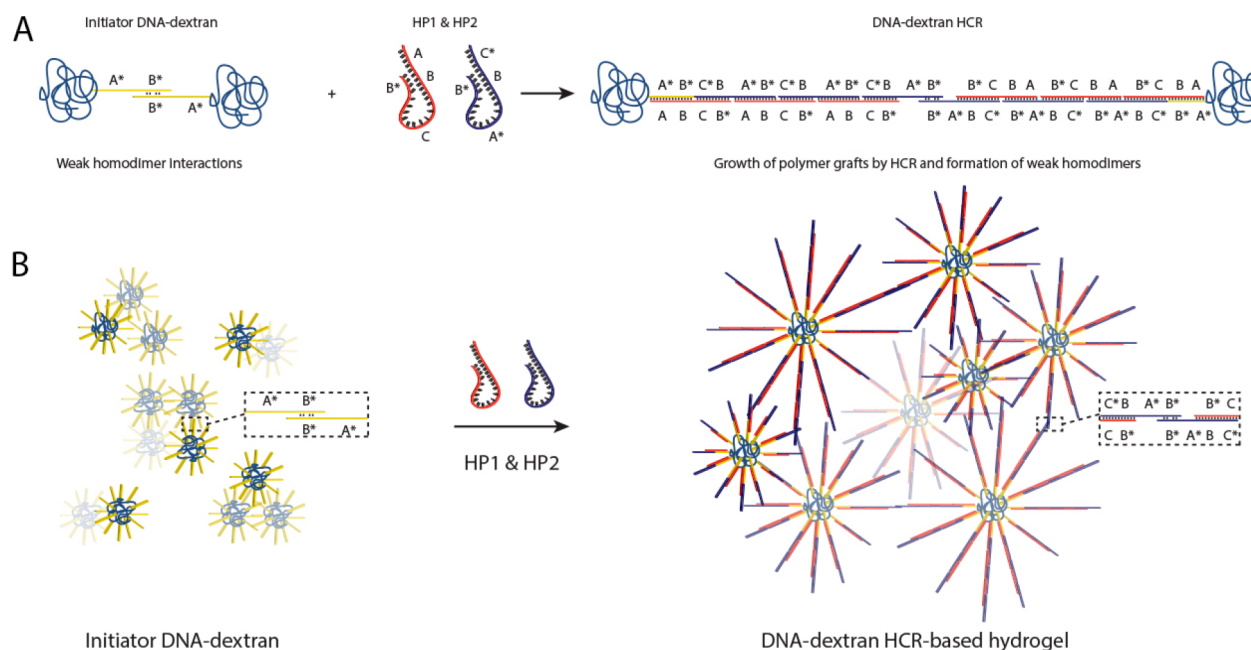 A
Initiator DNA-dextran
HP1 & HP2
DNA-dextran HCR
A* B*
B* A*
+
A
B
B*
C
C*
B
B*
A*
A* B* C* B A* B* C* B A* B* C* B A* B* B* C B A B* C B A B* C B A
A B C B* A B C B* A B C B* B* A* B C* B* A* B C* B* A* B C* B* A*
Weak homodimer interactions
Growth of polymer grafts by HCR and formation of weak homodimers
B
A* B*
B* A*
HP1 & HP2
C* B A* B* B* C
C B* B* A* B C*
Initiator DNA-dextran
DNA-dextran HCR-based hydrogel